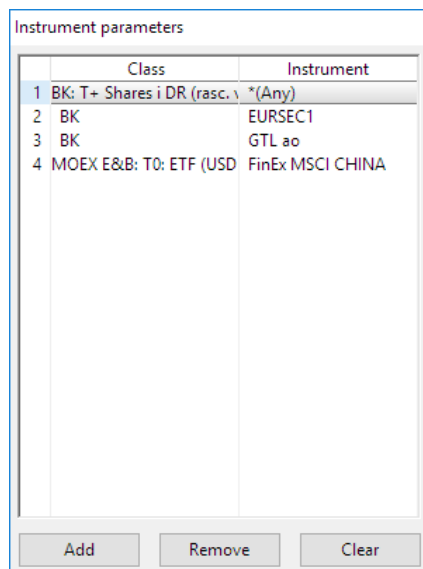 Instrument parameters
Class Instrument
1 BK: T+ Shares i DR (rasc. v *(Any)
2 BK EURSEC1
3 BK GTL ao
4 MOEX E&B: T0: ETF (USD FinEx MSCI CHINA
Add Remove Clear